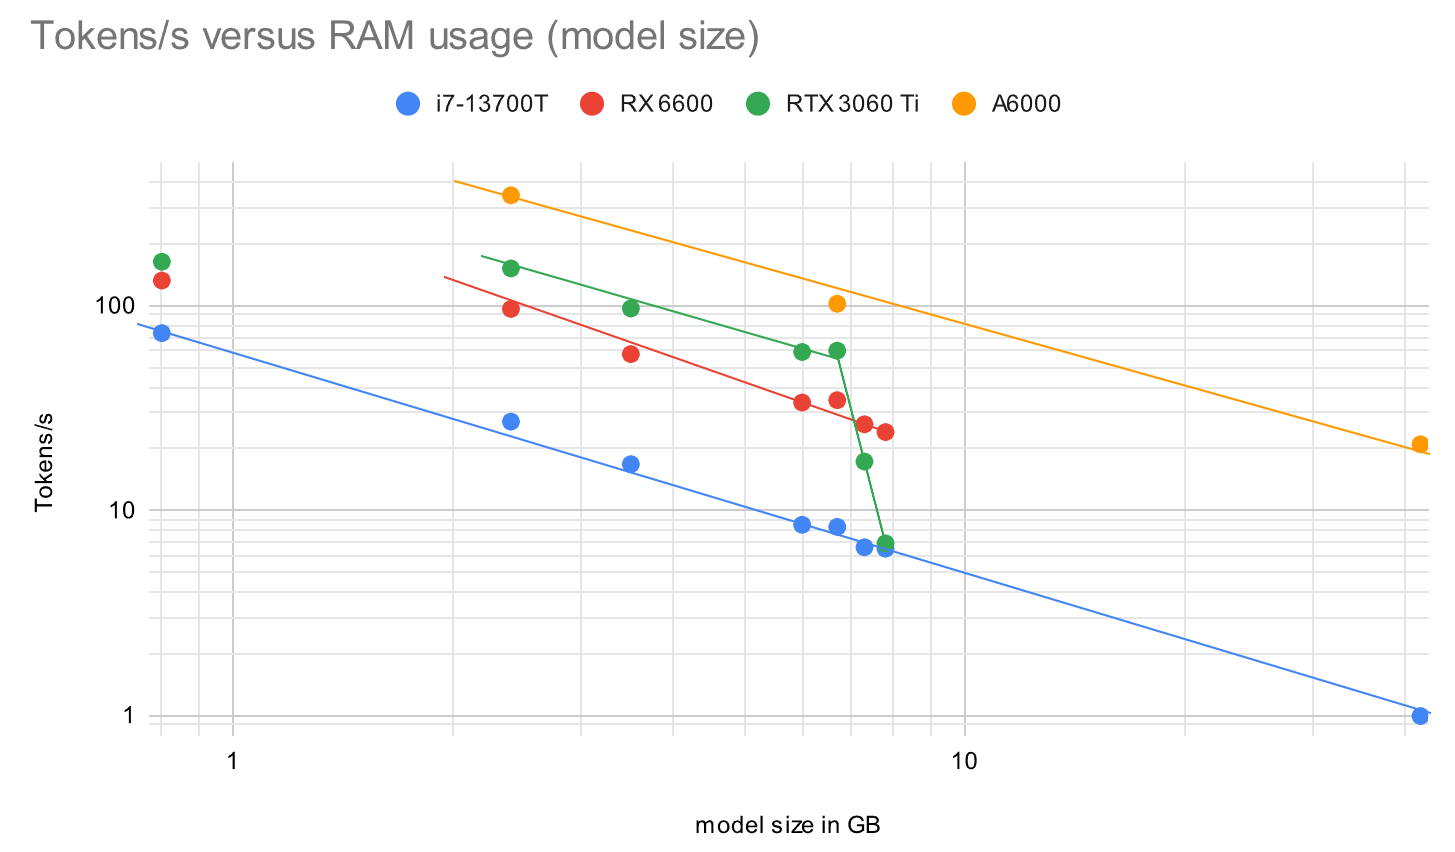 Tokens/s versus RAM usage (model size)
i7-13700T RX 6600 RTX 3060 Ti A6000
100
10
1
Tokens/s
1 10
model size in GB